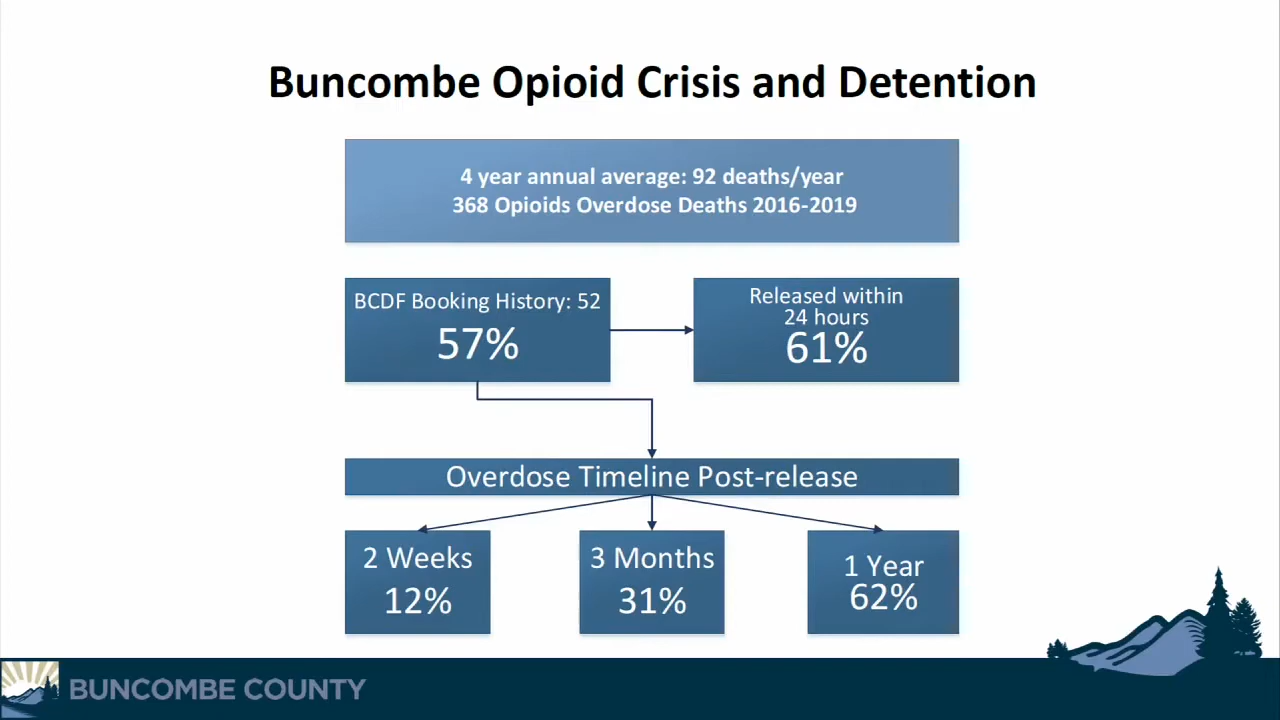 Buncombe Opioid Crisis and Detention
4 year annual average: 92 deaths/year
368 Opioids Overdose Deaths 2016-2019
BCDF Booking History: 52
57%
Released within
24 hours
61%
Overdose Timeline Post-release
2 Weeks
12%
3 Months
31%
1 Year
62%
BUNCOMBE COUNTY